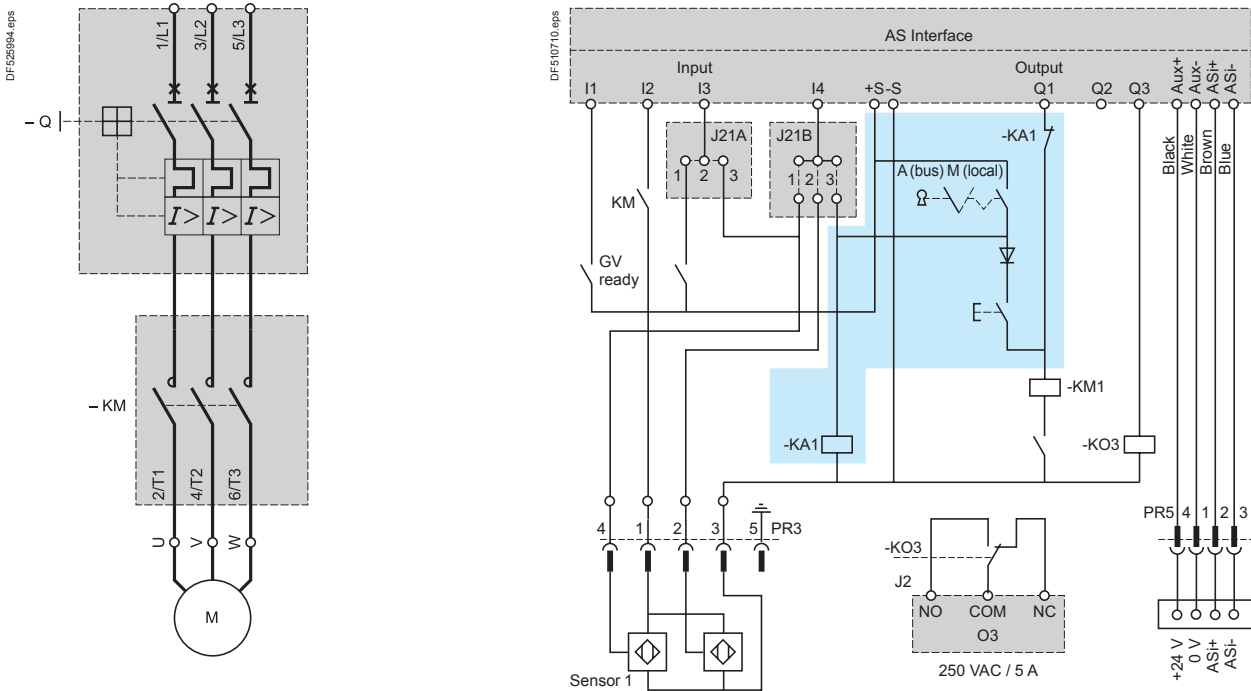 DF525994.eps
1/L1
3/L2
5/L3
– Q
I>
I>
I>
– KM
2/T1
4/T2
6/T3
U
V
W
M
DF510710.eps
AS Interface
Input
Output
I1
I2
I3
I4
+S
-S
Q1
Q2
Q3
Aux+
Aux-
ASi+
ASi-
J21A
1
2
3
J21B
1
2
3
-KA1
A (bus) M (local)
Black
White
Brown
Blue
KM
GV
ready
-KM1
-KA1
-KO3
4
1
2
3
5
PR3
PR5
4
1
2
3
-KO3
J2
NO
COM
NC
O3
250 VAC / 5 A
Sensor 1
+24 V
0 V
ASi+
ASi-